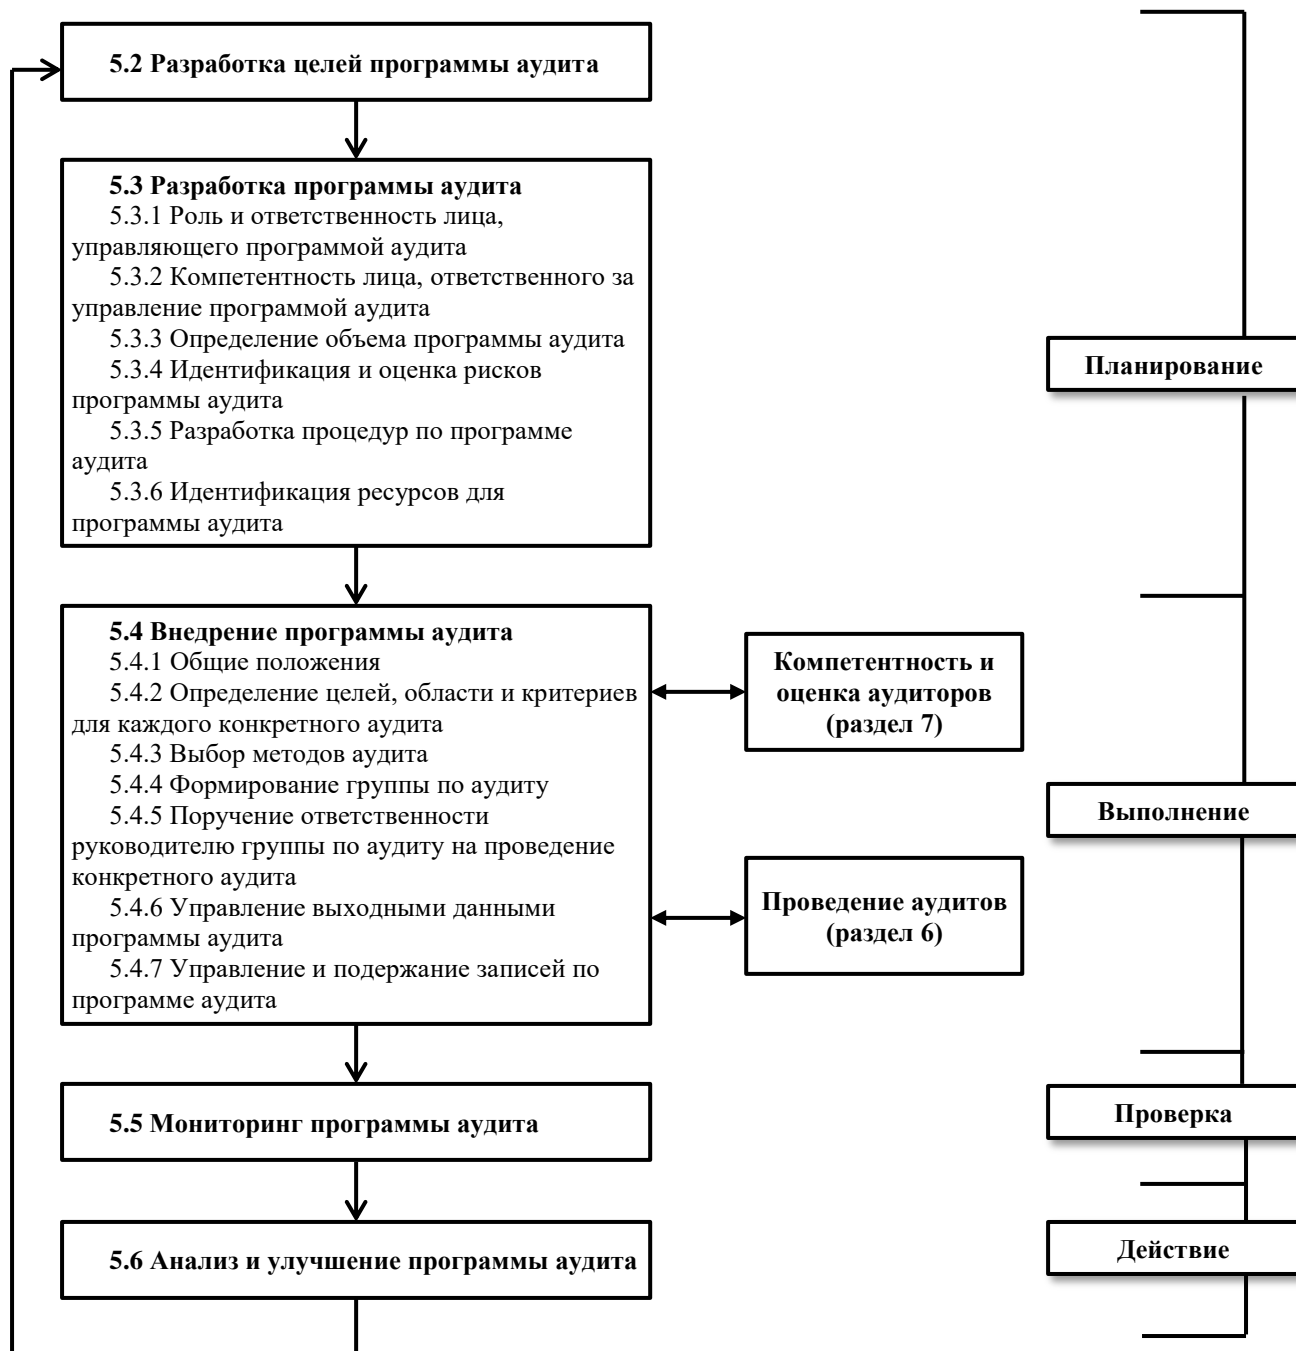 5.2 Разработка целей программы аудита
5.3 Разработка программы аудита
5.3.1 Роль и ответственность лица,
управляющего программой аудита
5.3.2 Компетентность лица, ответственного за
управление программой аудита
5.3.3 Определение объема программы аудита
5.3.4 Идентификация и оценка рисков
программы аудита
5.3.5 Разработка процедур по программе
аудита
5.3.6 Идентификация ресурсов для
программы аудита
Планирование
5.4 Внедрение программы аудита
5.4.1 Общие положения
5.4.2 Определение целей, области и критериев
для каждого конкретного аудита
5.4.3 Выбор методов аудита
5.4.4 Формирование группы по аудиту
5.4.5 Поручение ответственности
руководителю группы по аудиту на проведение
конкретного аудита
5.4.6 Управление выходными данными
программы аудита
5.4.7 Управление и подержание записей по
программе аудита
Компетентность и
оценка аудиторов
(раздел 7)
Проведение аудитов
(раздел 6)
Выполнение
5.5 Мониторинг программы аудита
Проверка
5.6 Анализ и улучшение программы аудита
Действие